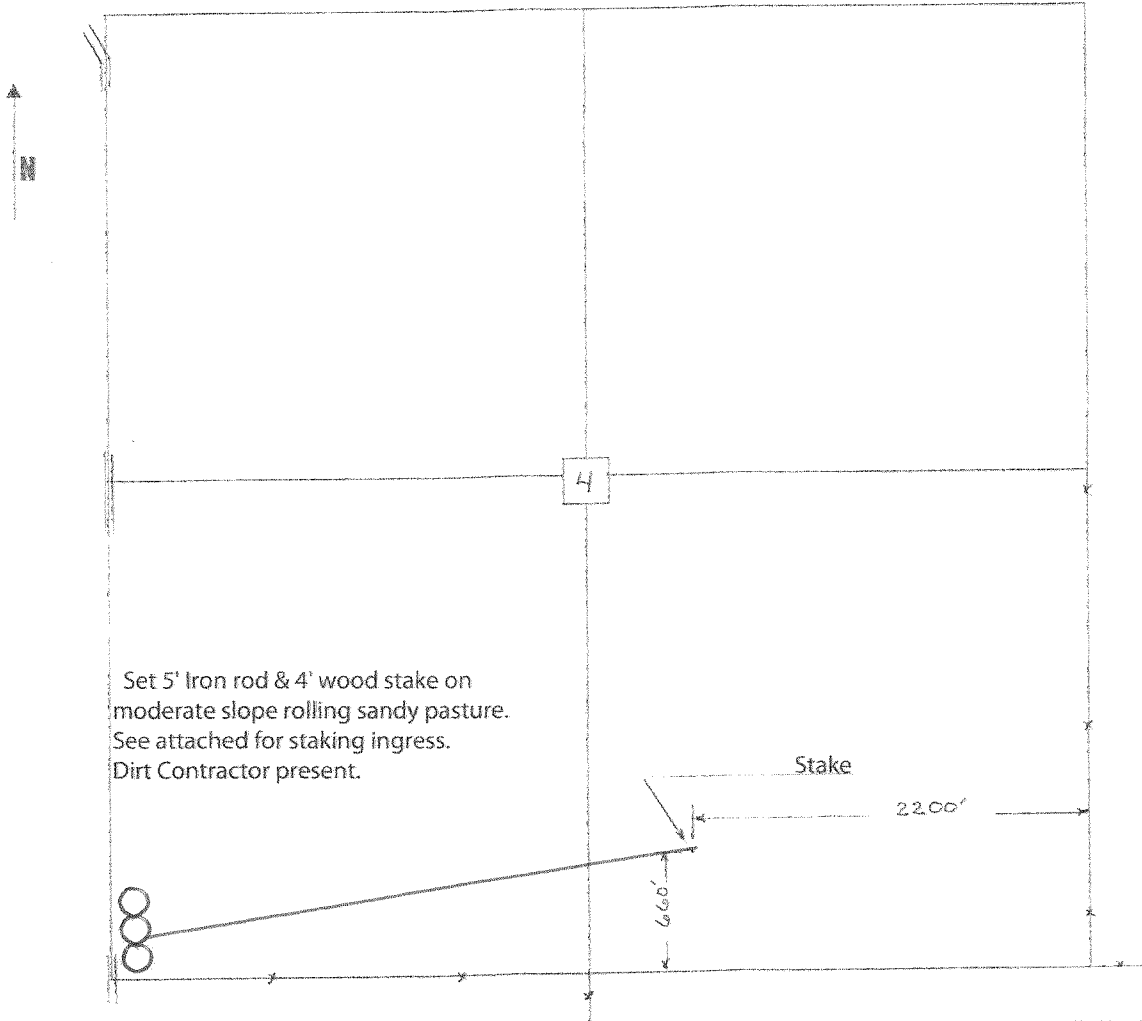 N
4
Set 5' Iron rod & 4' wood stake on
moderate slope rolling sandy pasture.
See attached for staking ingress.
Dirt Contractor present.
Stake
2200'
660'